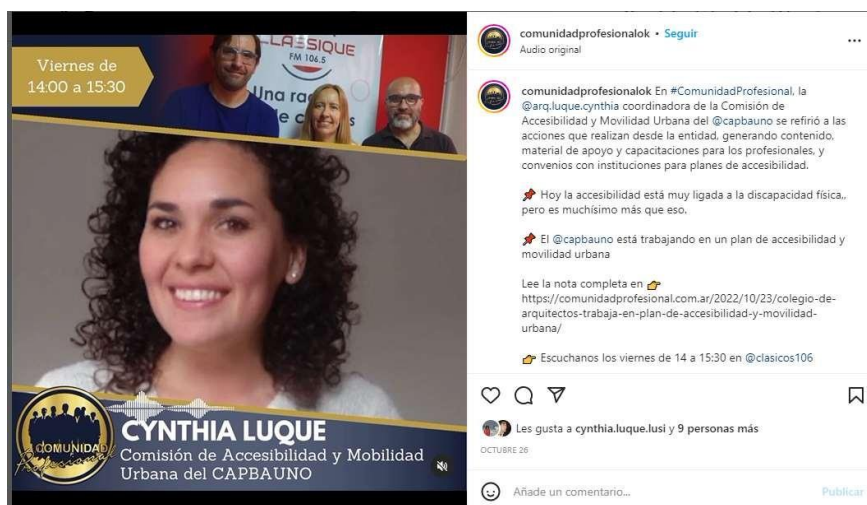 Viernes de
14:00 a 15:30
CLASSIQUE
FM 106.5
Una rad
de c
os
COMUNIDAD
Profesional
CYNTHIA LUQUE
Comisión de Accesibilidad y Mobilidad
Urbana del CAPBAUNO
comunidadprofesionalok • Seguir
Audio original
comunidadprofesionalok En #ComunidadProfesional, la
@arq.luque.cynthia coordinadora de la Comisión de
Accesibilidad y Movilidad Urbana del @capbauno se refirió a las
acciones que realizan desde la entidad, generando contenido,
material de apoyo y capacitaciones para los profesionales, y
convenios con instituciones para planes de accesibilidad.
📌 Hoy la accesibilidad está muy ligada a la discapacidad física,,
pero es muchísimo más que eso.
📌 El @capbauno está trabajando en un plan de accesibilidad y
movilidad urbana
Lee la nota completa en 👉
https://comunidadprofesional.com.ar/2022/10/23/colegio-de-
arquitectos-trabaja-en-plan-de-accesibilidad-y-movilidad-
urbana/
👉 Escuchanos los viernes de 14 a 15:30 en @clasicos106
Les gusta a cynthia.luque.lusi y 9 personas más
OCTUBRE 26
Añade un comentario...
Publicar